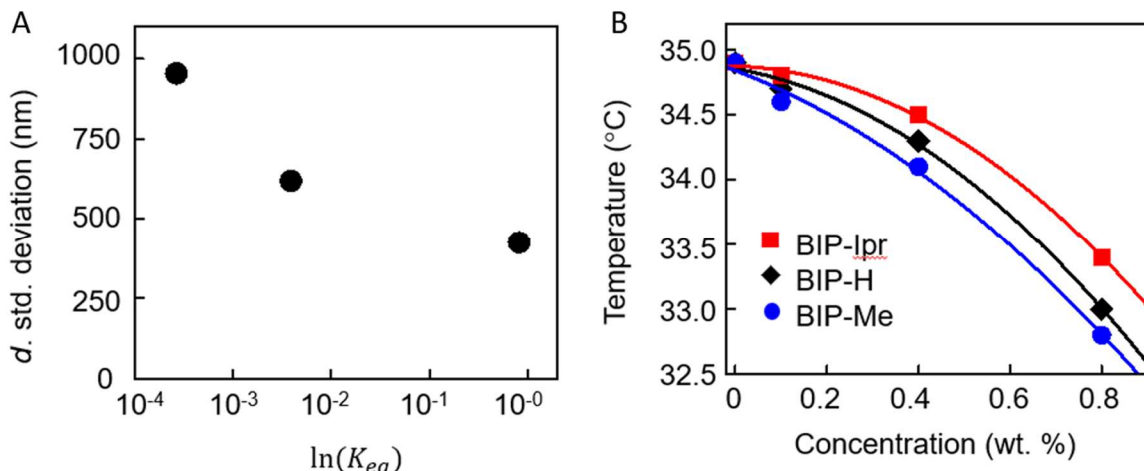 A
d. std. deviation (nm)
1000
750
500
250
0
10⁻⁴
10⁻³
10⁻²
10⁻¹
10⁻⁰
ln(K_eq)
B
Temperature (°C)
35.0
34.5
34.0
33.5
33.0
32.5
BIP-Ipr
BIP-H
BIP-Me
0
0.2
0.4
0.6
0.8
Concentration (wt. %)